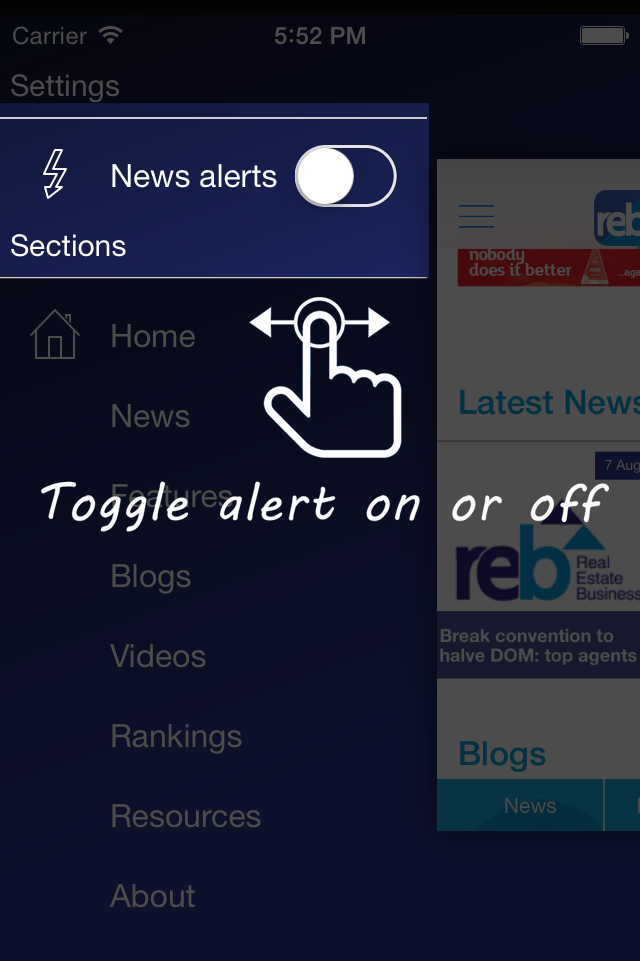 Carrier 5:52 PM
Settings
News alerts
Sections
Home
News
Features
Blogs
Videos
Rankings
Resources
About
Toggle alert on or off
reb
nobody
does it better
...aga
Latest News
7 Aug
reb Real
Estate
Business
Break convention to
halve DOM: top agents
Blogs
News